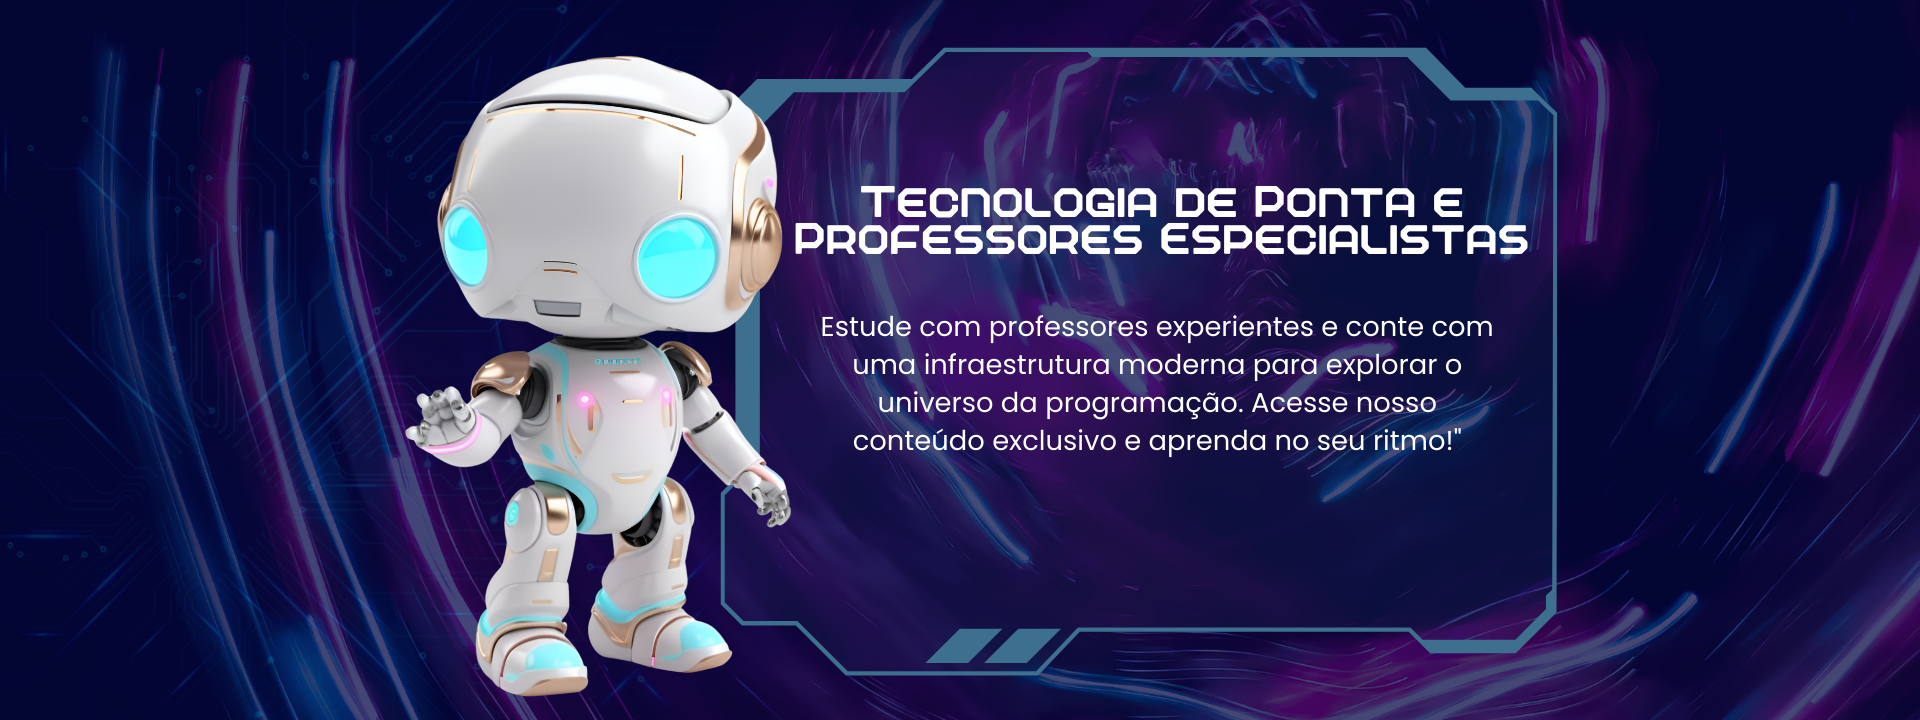 Tecnologia de Ponta e
Professores Especialistas
Estude com professores experientes e conte com
uma infraestrutura moderna para explorar o
universo da programação. Acesse nosso
conteúdo exclusivo e aprenda no seu ritmo!"